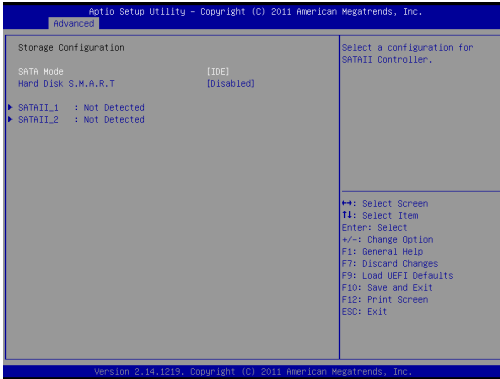 Aptio Setup Utility – Copyright (C) 2011 American Megatrends, Inc.
Advanced
Storage Configuration
SATA Mode [IDE]
Hard Disk S.M.A.R.T [Disabled]
SATAII_1 : Not Detected
SATAII_2 : Not Detected
Select a configuration for
SATAII Controller.
↔: Select Screen
↑↓: Select Item
Enter: Select
+/-: Change Option
F1: General Help
F7: Discard Changes
F9: Load UEFI Defaults
F10: Save and Exit
F12: Print Screen
ESC: Exit
Version 2.14.1219. Copyright (C) 2011 American Megatrends, Inc.